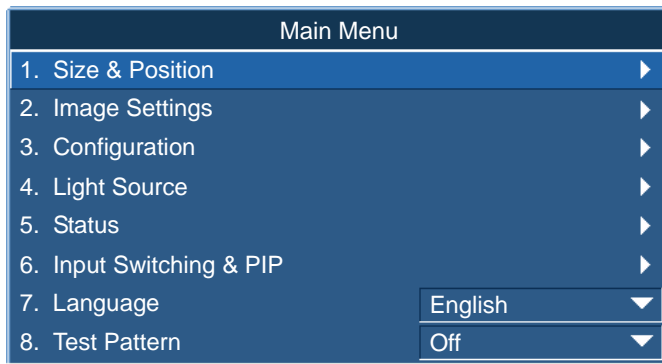 Main Menu
1. Size & Position
2. Image Settings
3. Configuration
4. Light Source
5. Status
6. Input Switching & PIP
7. Language English
8. Test Pattern Off